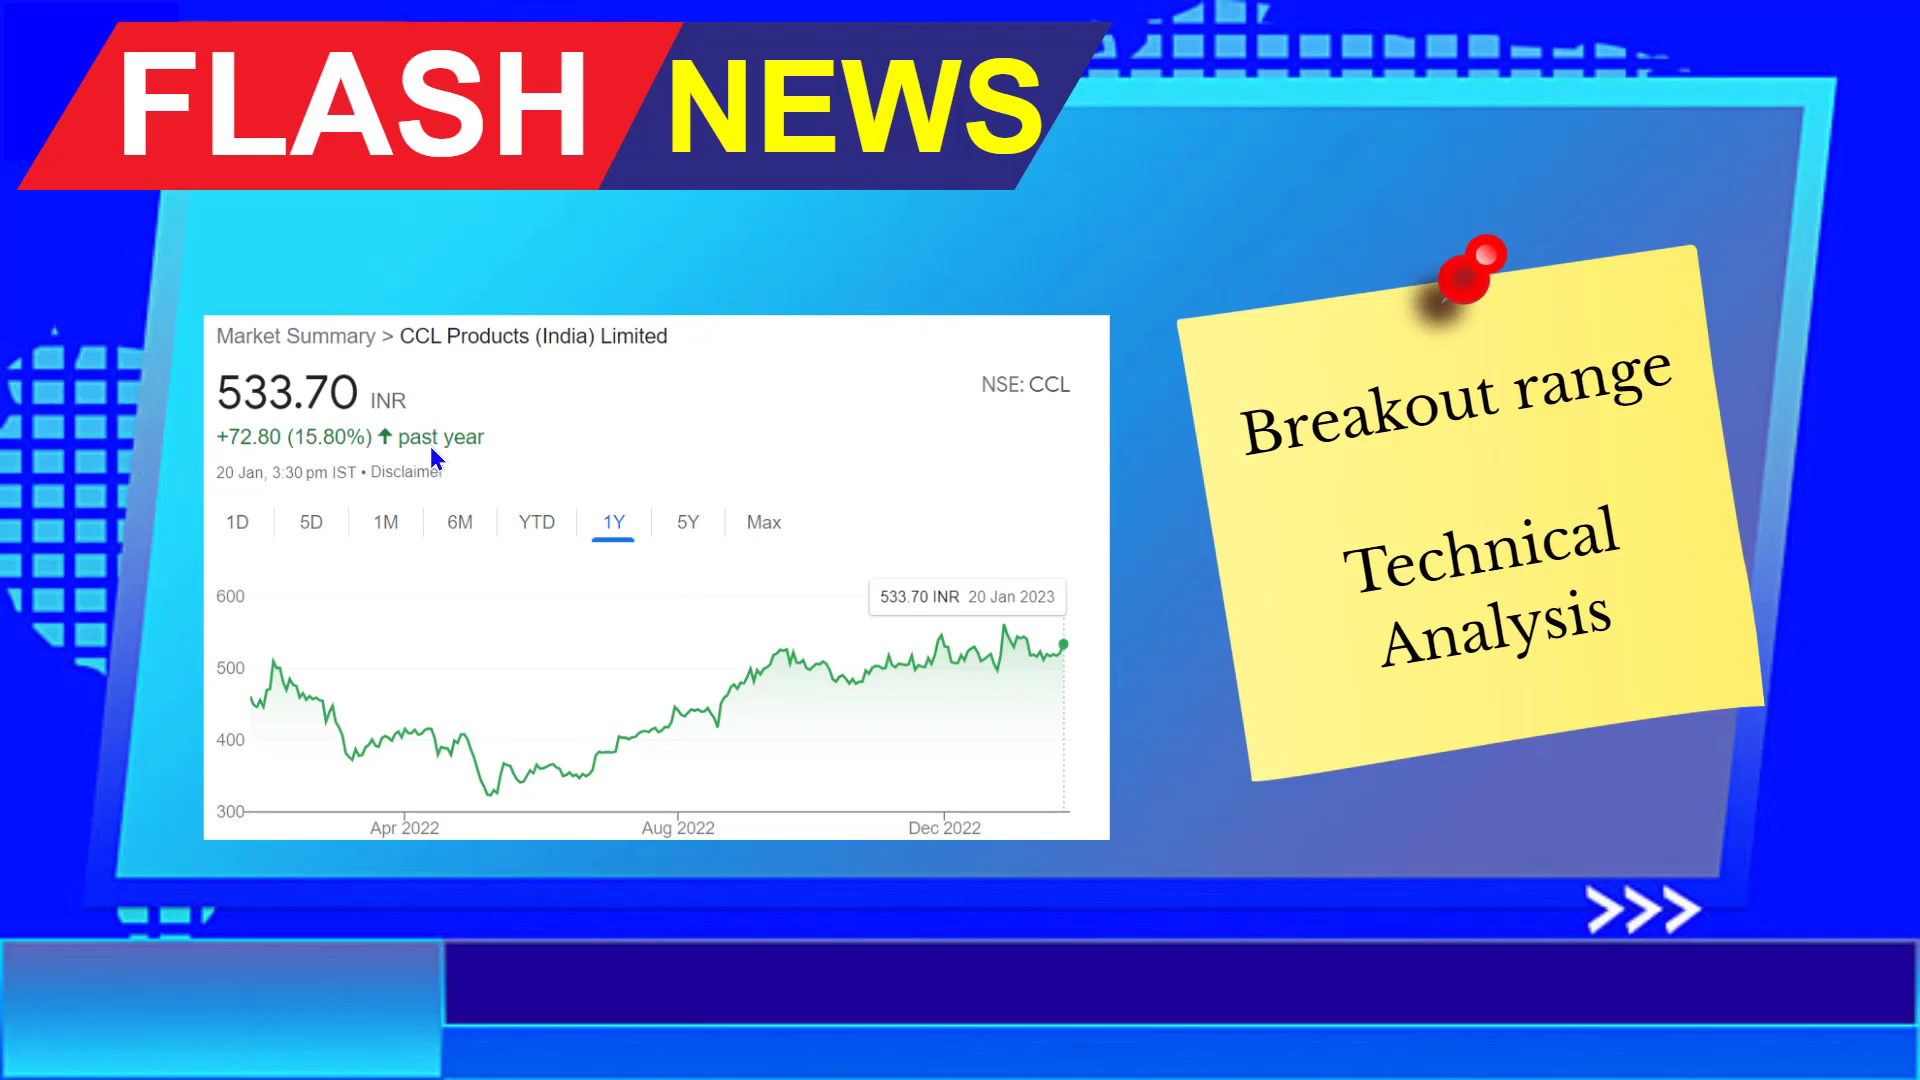 FLASH NEWS
Market Summary > CCL Products (India) Limited
533.70 INR
NSE: CCL
+72.80 (15.80%) ↑ past year
20 Jan, 3:30 pm IST • Disclaimer
1D 5D 1M 6M YTD 1Y 5Y Max
533.70 INR 20 Jan 2023
600
500
400
300
Apr 2022 Aug 2022 Dec 2022
Breakout range
Technical
Analysis